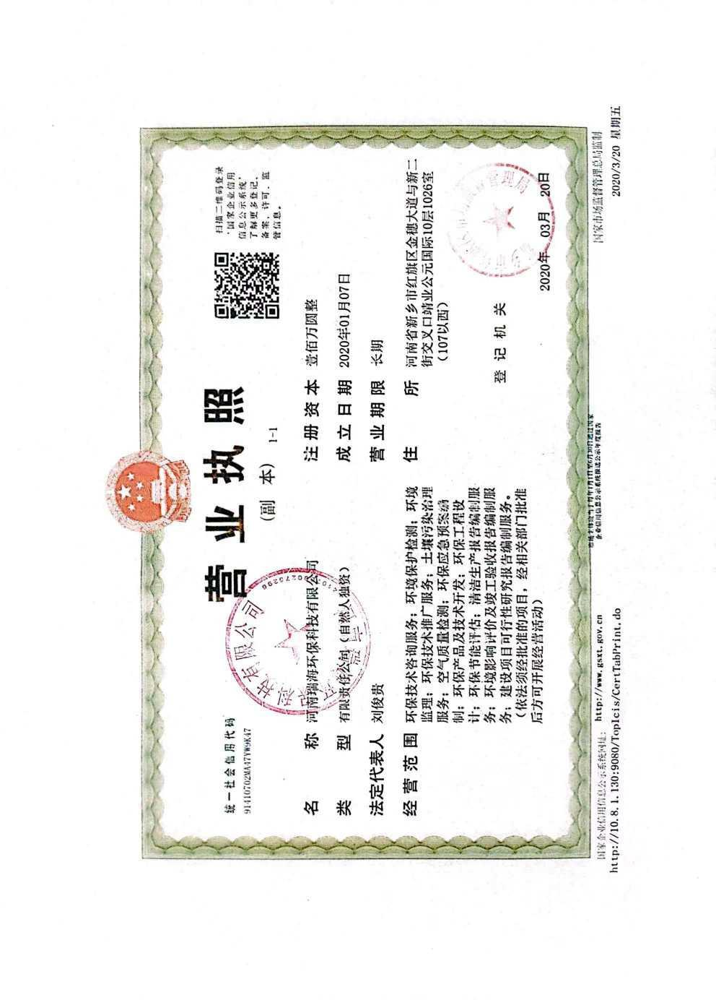 营业执照
（副 本） 1-1
扫描二维码登录
'国家企业信用
信息公示系统'
了解更多登记、
备案、许可、监
管信息。
统一社会信用代码
91410702MA47YW9K47
名 称 河南瑞海环保科技有限公司
类 型 有限责任公司（自然人独资）
法定代表人 刘俊贵
经营范围 环保技术咨询服务；环境保护检测；环境
监理；环保技术推广服务；土壤污染治理
服务；空气质量检测；环保应急预案编
制；环保产品及技术开发；环保工程设
计；环保节能评估；清洁生产报告编制服
务；环境影响评价及竣工验收报告编制服
务；建设项目可行性研究报告编制服务。
（依法须经批准的项目，经相关部门批准
后方可开展经营活动）
注册资本 壹佰万圆整
成立日期 2020年01月07日
营业期限 长期
住 所 河南省新乡市红旗区金穗大道与新二
街交叉口靖业公元国际10层1026室
（107以西）
登记机关
2020年 03月 20日
国家企业信用信息公示系统网址： http://www.gsxt.gov.cn
市场主体应当于每年1月1日至6月30日通过国家
企业信用信息公示系统报送公示年度报告
国家市场监督管理总局监制
http://10.8.1.130:9080/TopIcis/CertTabPrint.do
2020/3/20 星期五